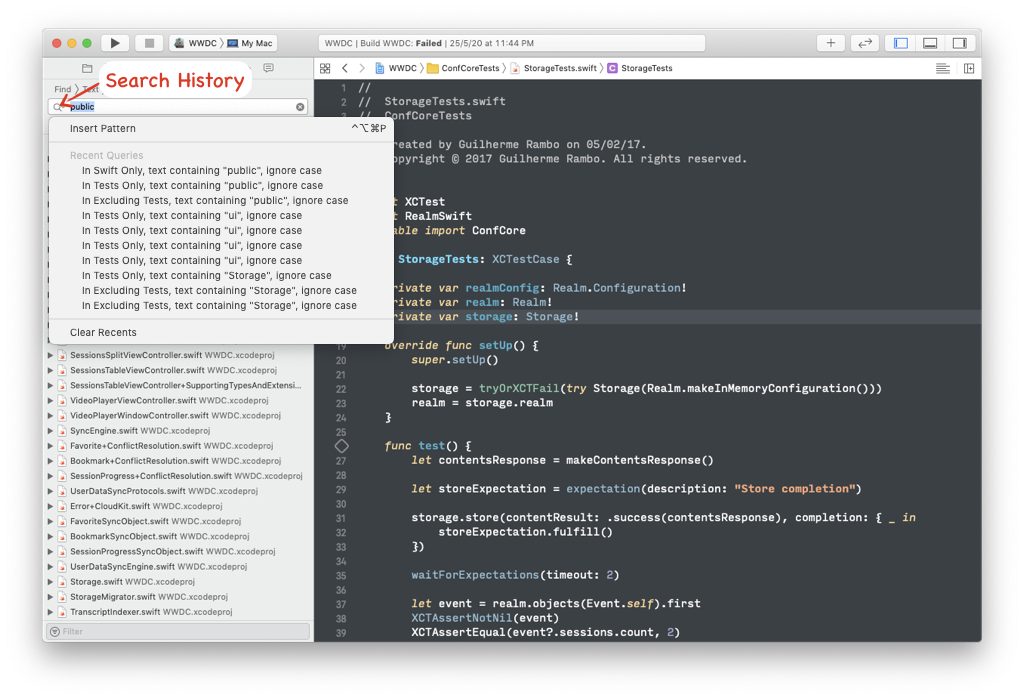 WWDC My Mac
WWDC | Build WWDC: Failed | 25/5/20 at 11:44 PM
Search History
Find Text
public
Insert Pattern ^⌥⌘P
Recent Queries
In Swift Only, text containing "public", ignore case
In Tests Only, text containing "public", ignore case
In Excluding Tests, text containing "public", ignore case
In Tests Only, text containing "ui", ignore case
In Tests Only, text containing "ui", ignore case
In Tests Only, text containing "ui", ignore case
In Tests Only, text containing "ui", ignore case
In Tests Only, text containing "Storage", ignore case
In Excluding Tests, text containing "Storage", ignore case
In Excluding Tests, text containing "Storage", ignore case
Clear Recents
SessionsSplitViewController.swift WWDC.xcodeproj
SessionsTableViewController.swift WWDC.xcodeproj
SessionsTableViewController+SupportingTypesAndExtensi...
VideoPlayerViewController.swift WWDC.xcodeproj
VideoPlayerWindowController.swift WWDC.xcodeproj
SyncEngine.swift WWDC.xcodeproj
Favorite+ConflictResolution.swift WWDC.xcodeproj
Bookmark+ConflictResolution.swift WWDC.xcodeproj
SessionProgress+ConflictResolution.swift WWDC.xcodeproj
UserDataSyncProtocols.swift WWDC.xcodeproj
Error+CloudKit.swift WWDC.xcodeproj
FavoriteSyncObject.swift WWDC.xcodeproj
BookmarkSyncObject.swift WWDC.xcodeproj
SessionProgressSyncObject.swift WWDC.xcodeproj
UserDataSyncEngine.swift WWDC.xcodeproj
Storage.swift WWDC.xcodeproj
StorageMigrator.swift WWDC.xcodeproj
TranscriptIndexer.swift WWDC.xcodeproj
Filter
WWDC ConfCoreTests StorageTests.swift C StorageTests
1 //
2 // StorageTests.swift
// ConfCoreTests
reated by Guilherme Rambo on 05/02/17.
opyright © 2017 Guilherme Rambo. All rights reserved.
t XCTest
t RealmSwift
able import ConfCore
StorageTests: XCTestCase {
rivate var realmConfig: Realm.Configuration!
rivate var realm: Realm!
rivate var storage: Storage!
19 override func setUp() {
20 super.setUp()
21
22 storage = tryOrXCTFail(try Storage(Realm.makeInMemoryConfiguration()))
23 realm = storage.realm
24 }
25
func test() {
27 let contentsResponse = makeContentsResponse()
28
29 let storeExpectation = expectation(description: "Store completion")
30
31 storage.store(contentResult: .success(contentsResponse), completion: { _ in
32 storeExpectation.fulfill()
33 })
34
35 waitForExpectations(timeout: 2)
36
37 let event = realm.objects(Event.self).first
38 XCTAssertNotNil(event)
39 XCTAssertEqual(event?.sessions.count, 2)